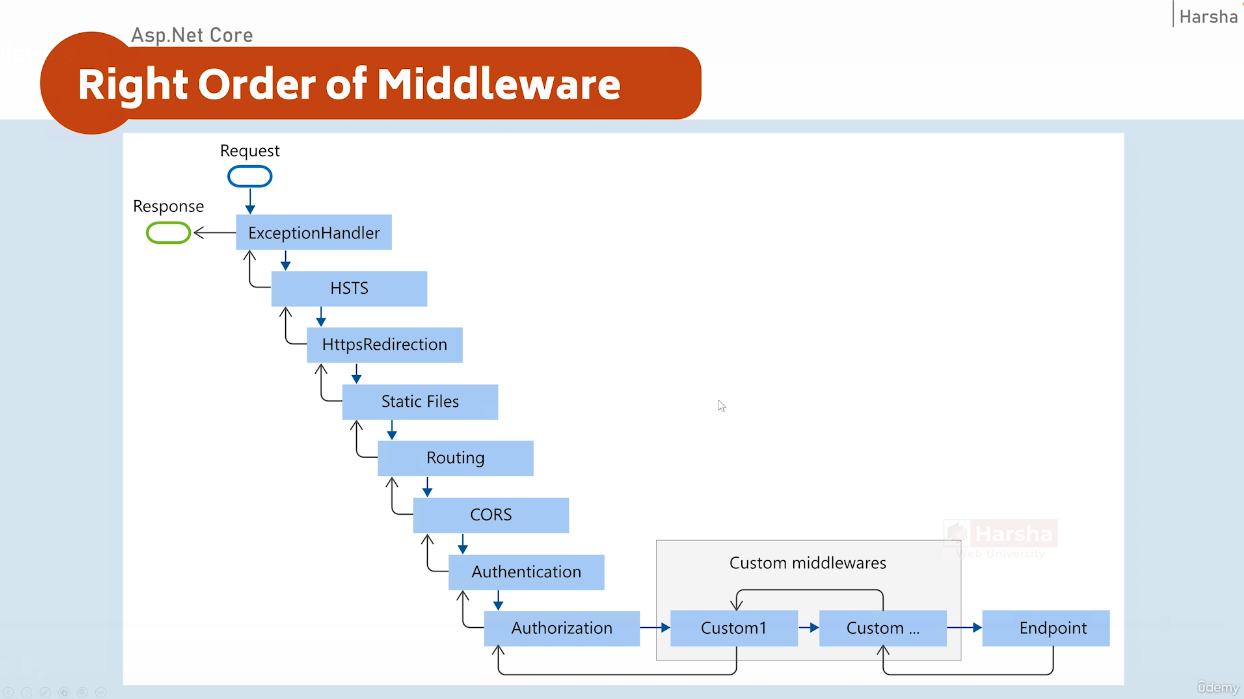 Asp.Net Core
Harsha
Right Order of Middleware
Request
Response
ExceptionHandler
HSTS
HttpsRedirection
Static Files
Routing
CORS
Harsha
Web University
Custom middlewares
Authentication
Authorization
Custom1
Custom ...
Endpoint
ûdemy